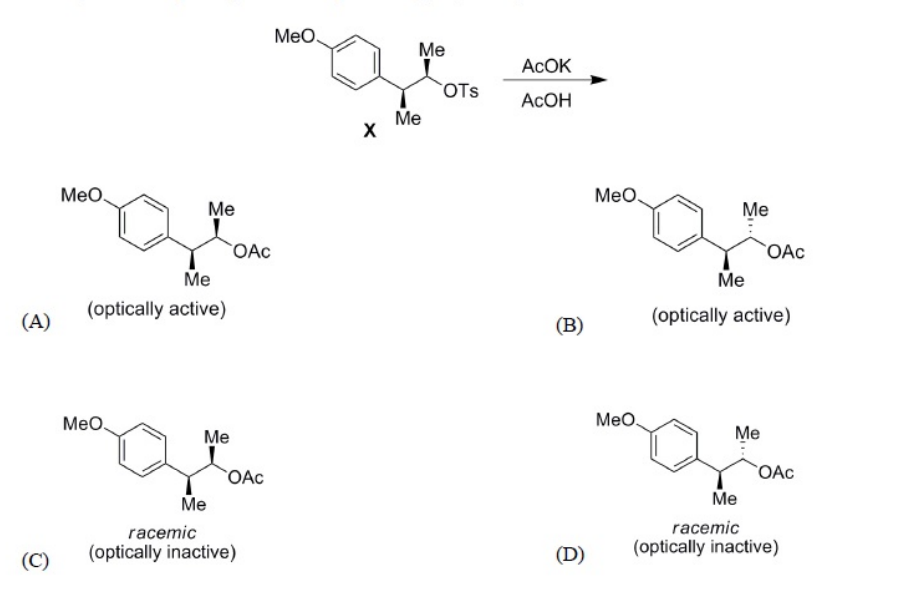 MeO
Me
OTs
Me
X
AcOK
AcOH
MeO
Me
OAc
Me
(optically active)
(A)
MeO
Me
OAc
Me
(optically active)
(B)
MeO
Me
OAc
Me
racemic
(optically inactive)
(C)
MeO
Me
OAc
Me
racemic
(optically inactive)
(D)